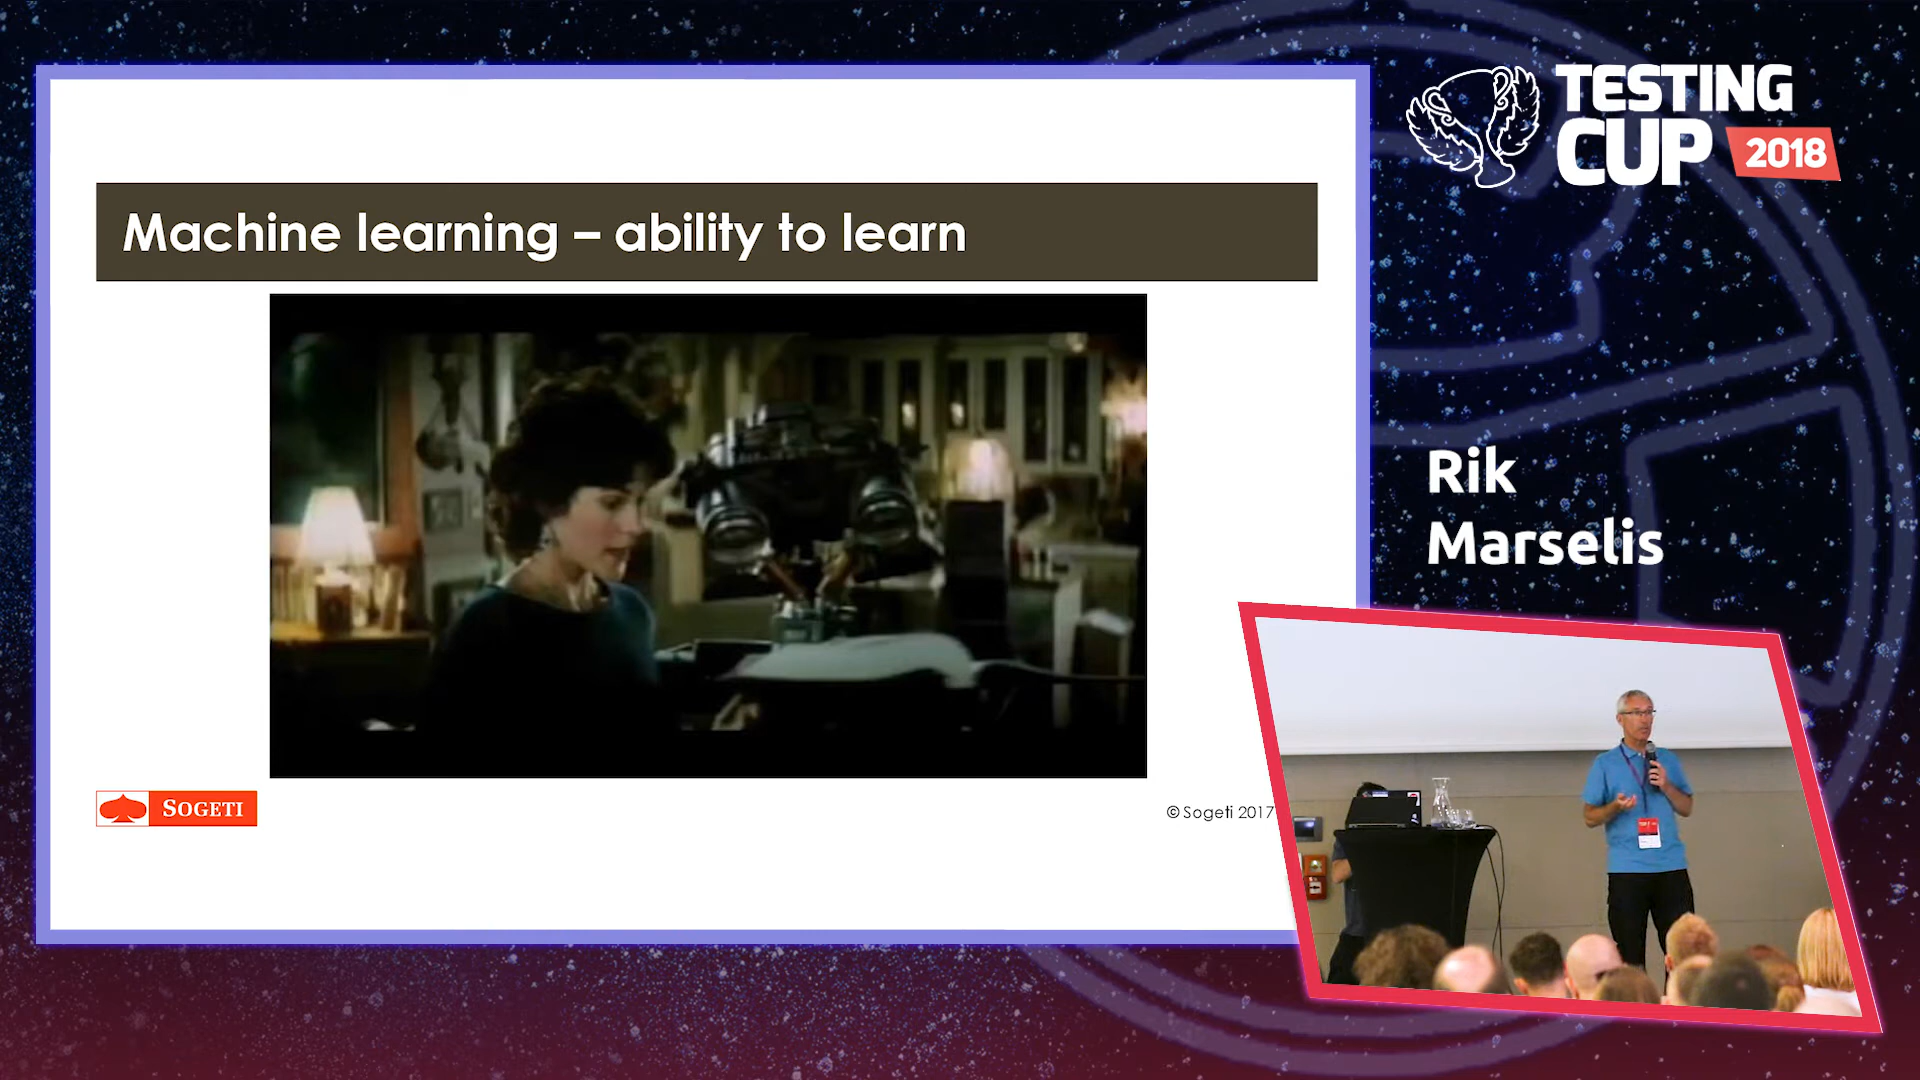 Machine learning – ability to learn
SOGETI
© Sogeti 2017
TESTING
CUP
2018
Rik
Marselis